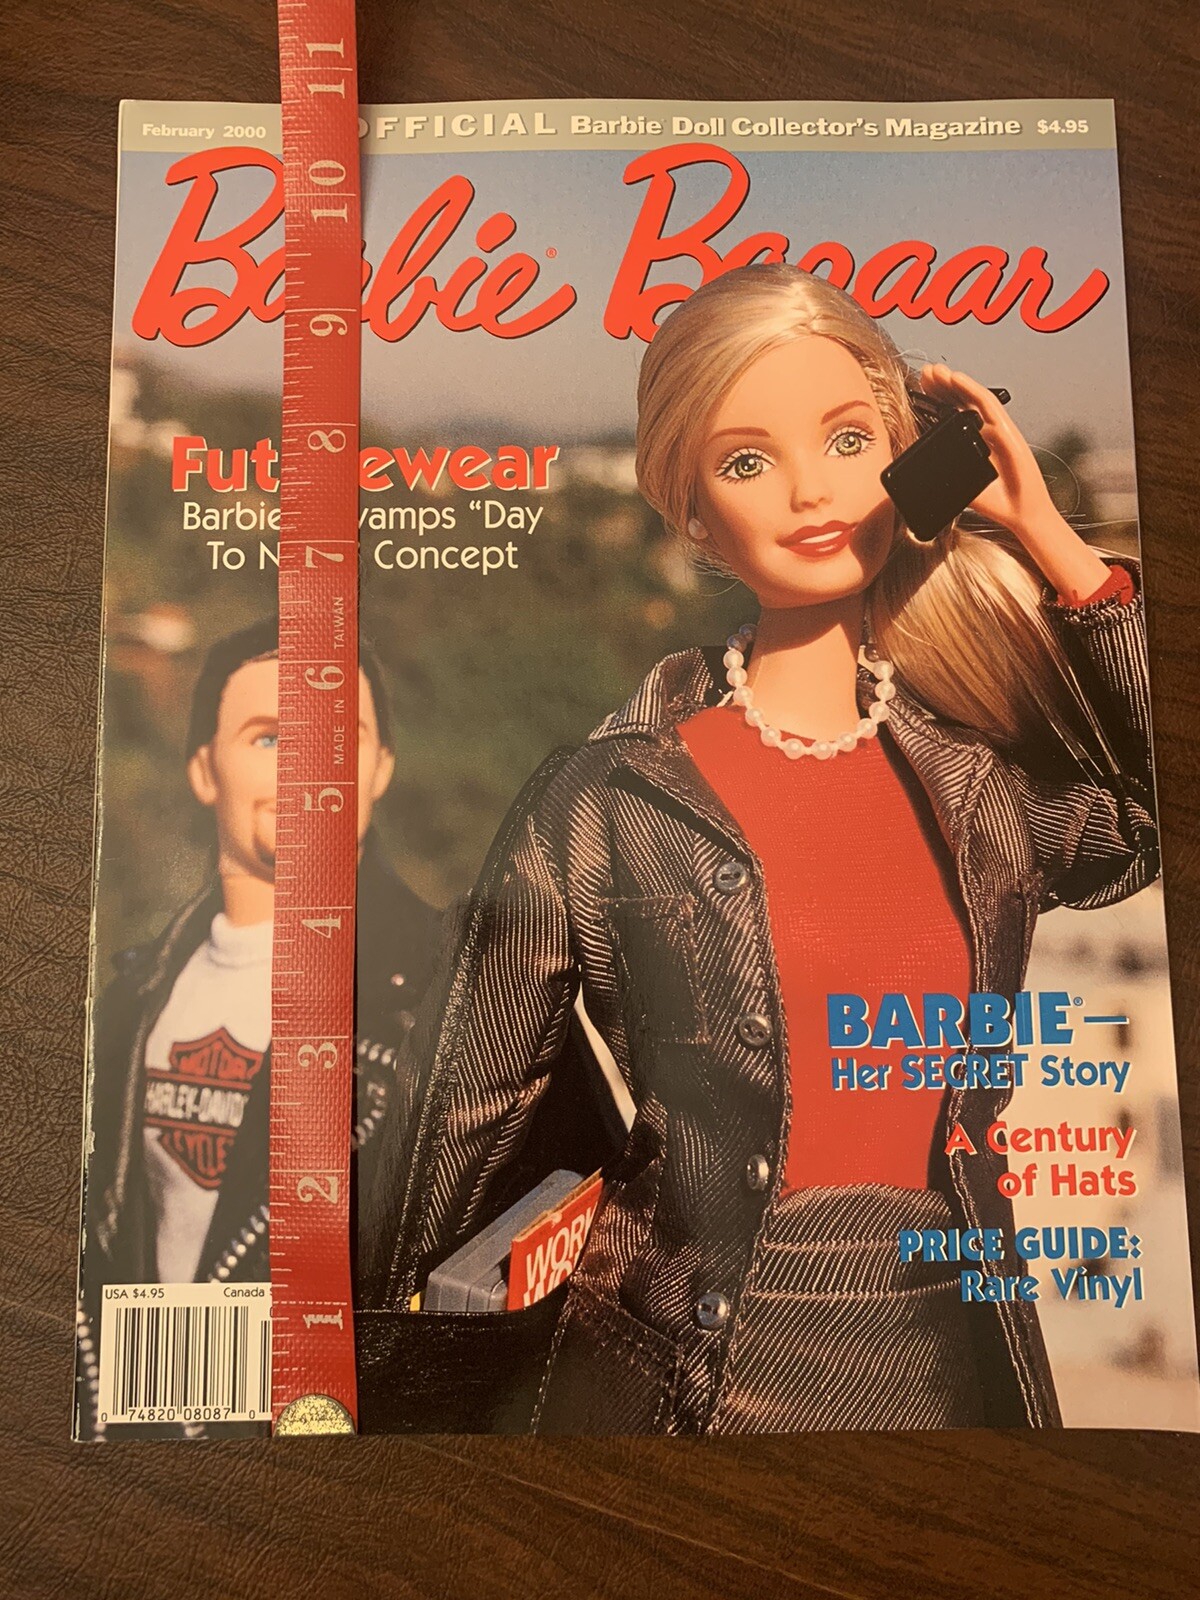 February 2000 OFFICIAL Barbie Doll Collector's Magazine $4.95
Barbie® Bazaar
Fut ewear
Barbie vamps "Day
To N Concept
BARBIE®—
Her SECRET Story
A Century
of Hats
PRICE GUIDE:
Rare Vinyl
MOTOR
HARLEY-DAVID
CYCLE
WORK
USA $4.95 Canada
0 74820 08087 0
11
10
9
8
7
MADE IN TAIWAN
6
5
4
3
2
1